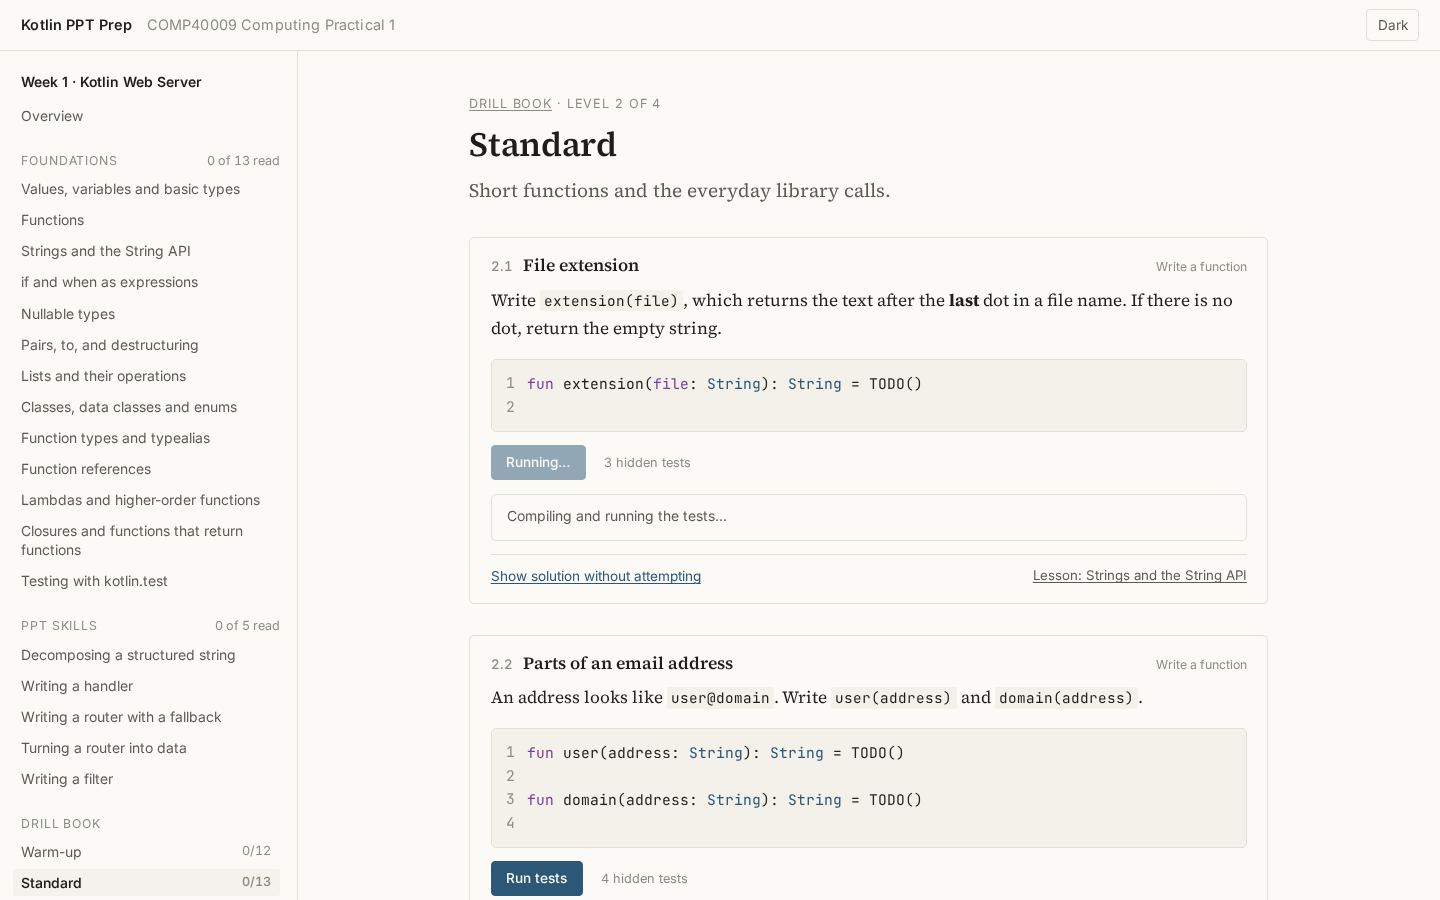 Kotlin PPT Prep COMP40009 Computing Practical 1
Dark
Week 1 · Kotlin Web Server
Overview
FOUNDATIONS 0 of 13 read
Values, variables and basic types
Functions
Strings and the String API
if and when as expressions
Nullable types
Pairs, to, and destructuring
Lists and their operations
Classes, data classes and enums
Function types and typealias
Function references
Lambdas and higher-order functions
Closures and functions that return
functions
Testing with kotlin.test
PPT SKILLS 0 of 5 read
Decomposing a structured string
Writing a handler
Writing a router with a fallback
Turning a router into data
Writing a filter
DRILL BOOK
Warm-up 0/12
Standard 0/13
DRILL BOOK · LEVEL 2 OF 4
Standard
Short functions and the everyday library calls.
2.1 File extension Write a function
Write extension(file), which returns the text after the last dot in a file name. If there is no
dot, return the empty string.
1 fun extension(file: String): String = TODO()
2
Running... 3 hidden tests
Compiling and running the tests...
Show solution without attempting Lesson: Strings and the String API
2.2 Parts of an email address Write a function
An address looks like user@domain. Write user(address) and domain(address).
1 fun user(address: String): String = TODO()
2
3 fun domain(address: String): String = TODO()
4
Run tests 4 hidden tests